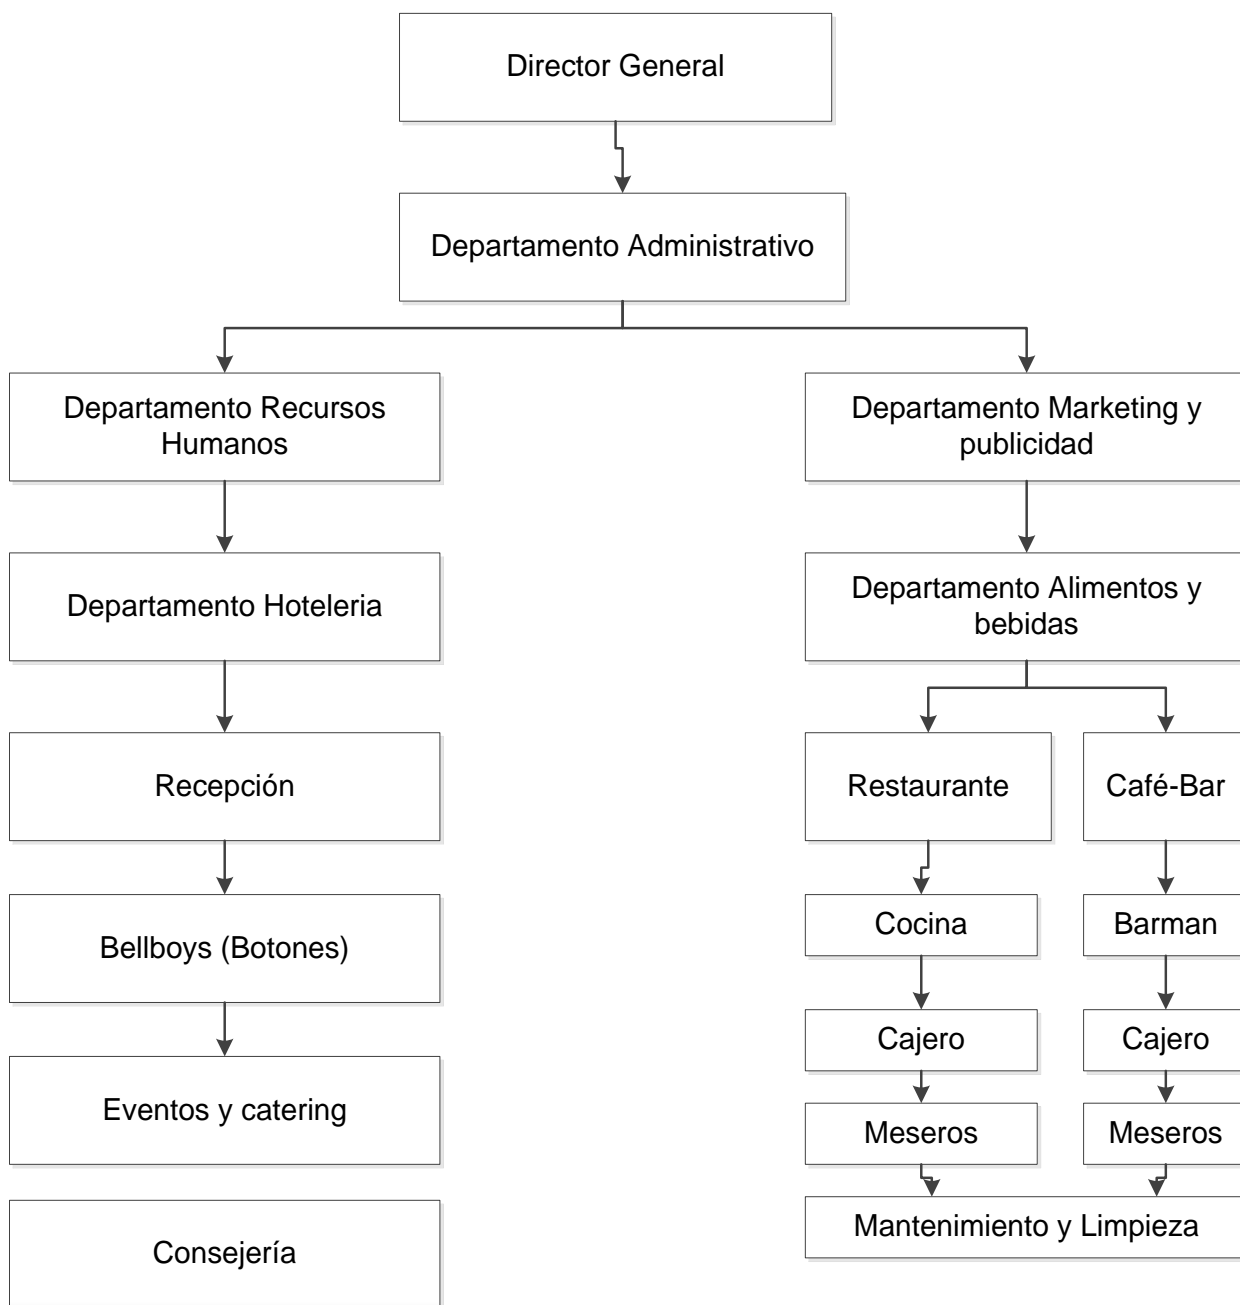 Director General
Departamento Administrativo
Departamento Recursos
Humanos
Departamento Marketing y
publicidad
Departamento Hoteleria
Departamento Alimentos y
bebidas
Recepción
Restaurante
Café-Bar
Bellboys (Botones)
Cocina
Barman
Cajero
Cajero
Eventos y catering
Meseros
Meseros
Mantenimiento y Limpieza
Consejería